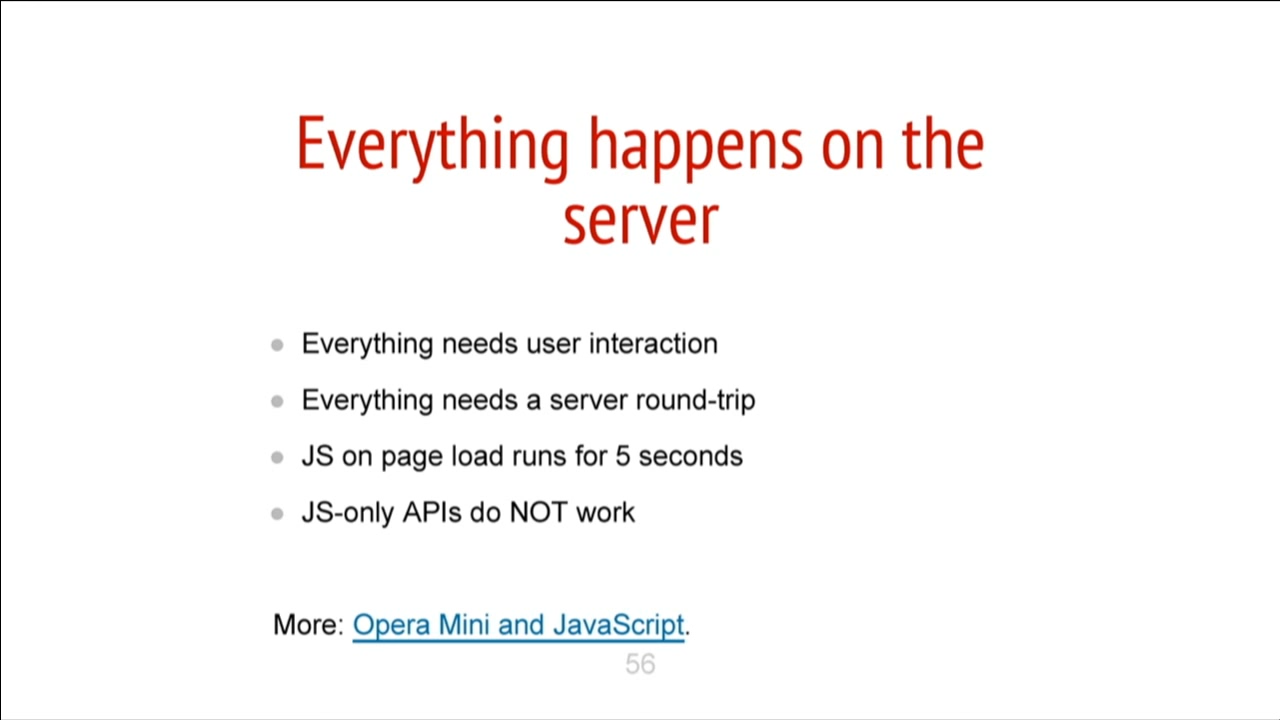 Everything happens on the
server
Everything needs user interaction
Everything needs a server round-trip
JS on page load runs for 5 seconds
JS-only APIs do NOT work
More: Opera Mini and JavaScript.
56